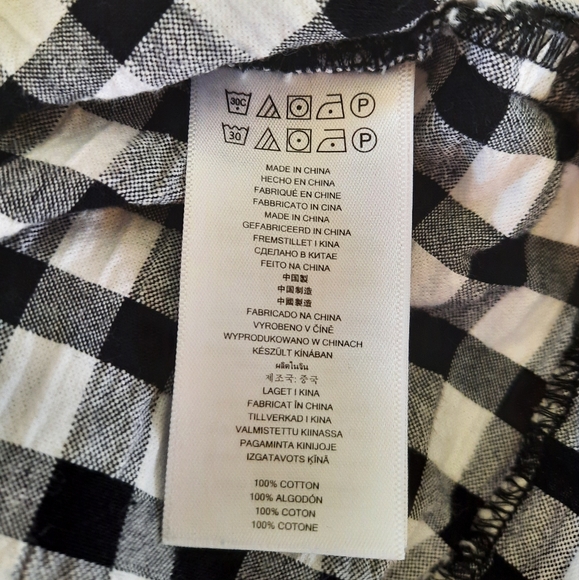 30C P
30 P
MADE IN CHINA
HECHO EN CHINA
FABRIQUÉ EN CHINE
FABBRICATO IN CINA
MADE IN CHINA
GEFABRICEERD IN CHINA
FREMSTILLET I KINA
СДЕЛАНО В КИТАЕ
FEITO NA CHINA
中国製
中国制造
中國製造
FABRICADO NA CHINA
VYROBENO V ČÍNĚ
WYPRODUKOWANO W CHINACH
KÉSZÜLT KÍNÁBAN
ผลิตในจีน
제조국: 중국
LAGET I KINA
FABRICAT ÎN CHINA
TILLVERKAD I KINA
VALMISTETTU KIINASSA
PAGAMINTA KINIJOJE
IZGATAVOTS ĶĪNĀ
100% COTTON
100% ALGODÓN
100% COTON
100% COTONE